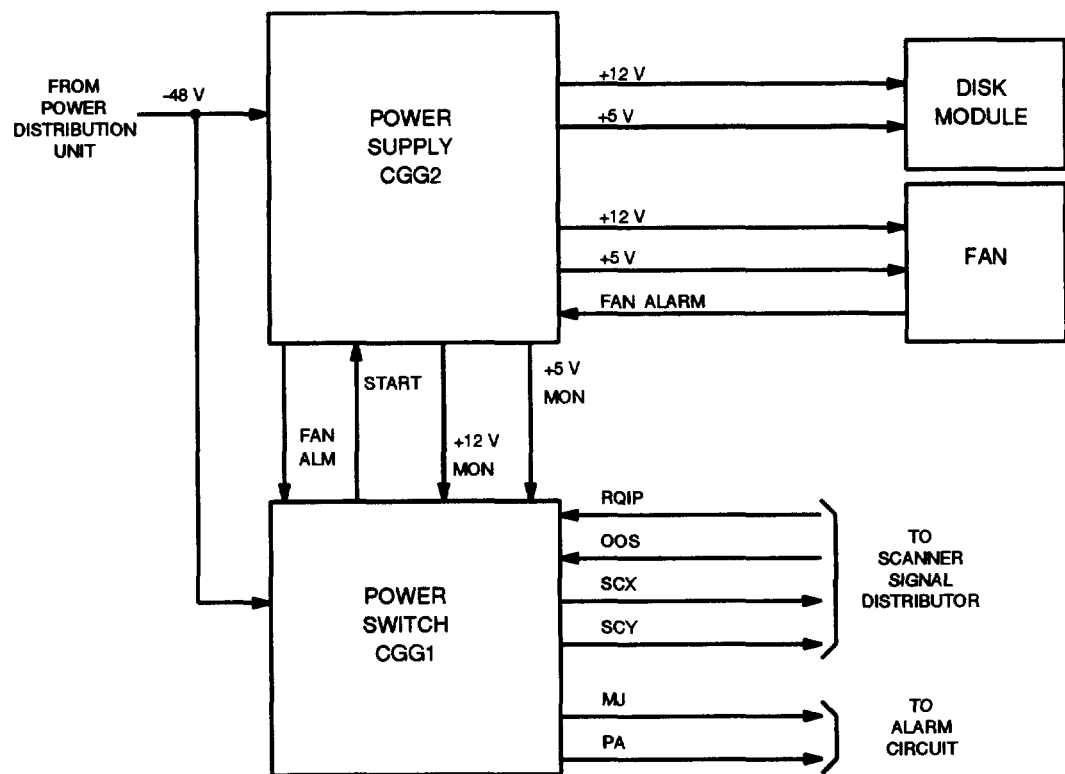 FROM
POWER
DISTRIBUTION
UNIT
-48 V
POWER
SUPPLY
CGG2
+12 V
+5 V
DISK
MODULE
+12 V
+5 V
FAN ALARM
FAN
FAN
ALM
START
+12 V
MON
+5 V
MON
POWER
SWITCH
CGG1
RQIP
OOS
SCX
SCY
TO
SCANNER
SIGNAL
DISTRIBUTOR
MJ
PA
TO
ALARM
CIRCUIT